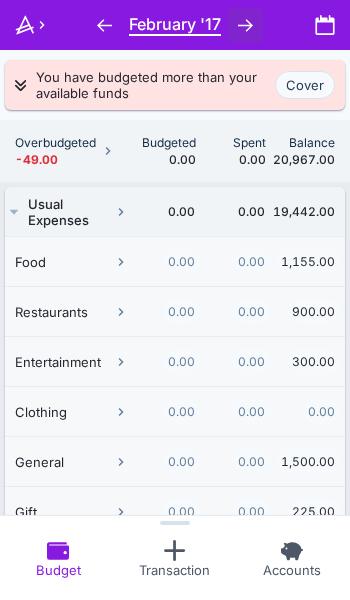 February '17
You have budgeted more than your
available funds
Cover
Overbudgeted Budgeted Spent Balance
-49.00 0.00 0.00 20,967.00
Usual
Expenses 0.00 0.00 19,442.00
Food 0.00 0.00 1,155.00
Restaurants 0.00 0.00 900.00
Entertainment 0.00 0.00 300.00
Clothing 0.00 0.00 0.00
General 0.00 0.00 1,500.00
Gift 0.00 0.00 225.00
Budget Transaction Accounts